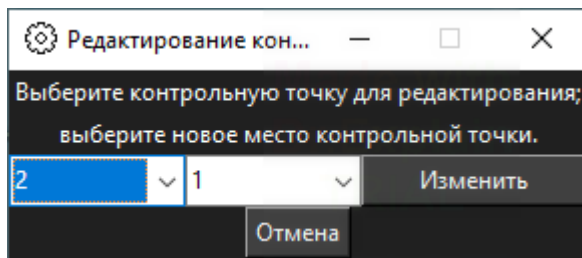 Редактирование кон...
Выберите контрольную точку для редактирования;
выберите новое место контрольной точки.
2 1 Изменить
Отмена